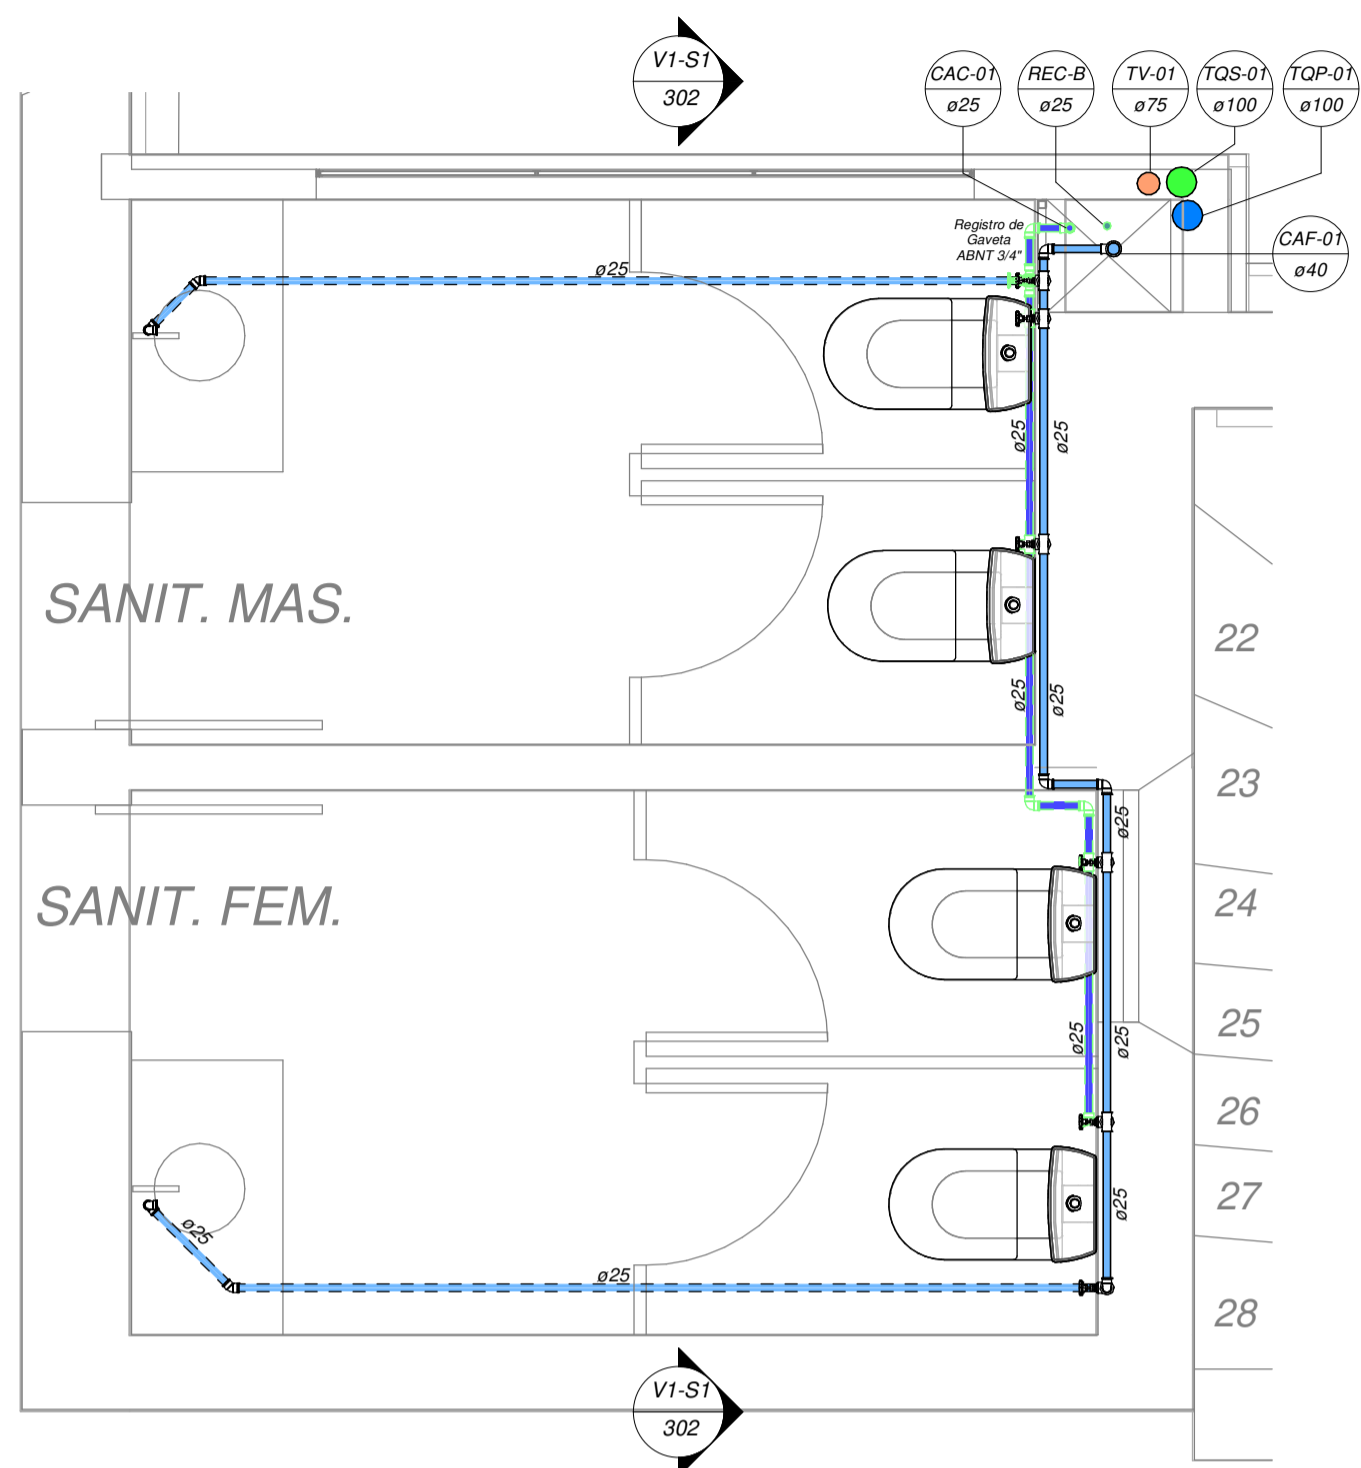 V1-S1
302
CAC-01
ø25
REC-B
ø25
TV-01
ø75
TQS-01
ø100
TQP-01
ø100
CAF-01
ø40
Registro de
Gaveta
ABNT 3/4"
ø25
ø25
ø25
SANIT. MAS.
22
ø25
ø25
23
ø25
SANIT. FEM.
24
25
ø25
ø25
26
27
ø25
ø25
ø25
28
V1-S1
302